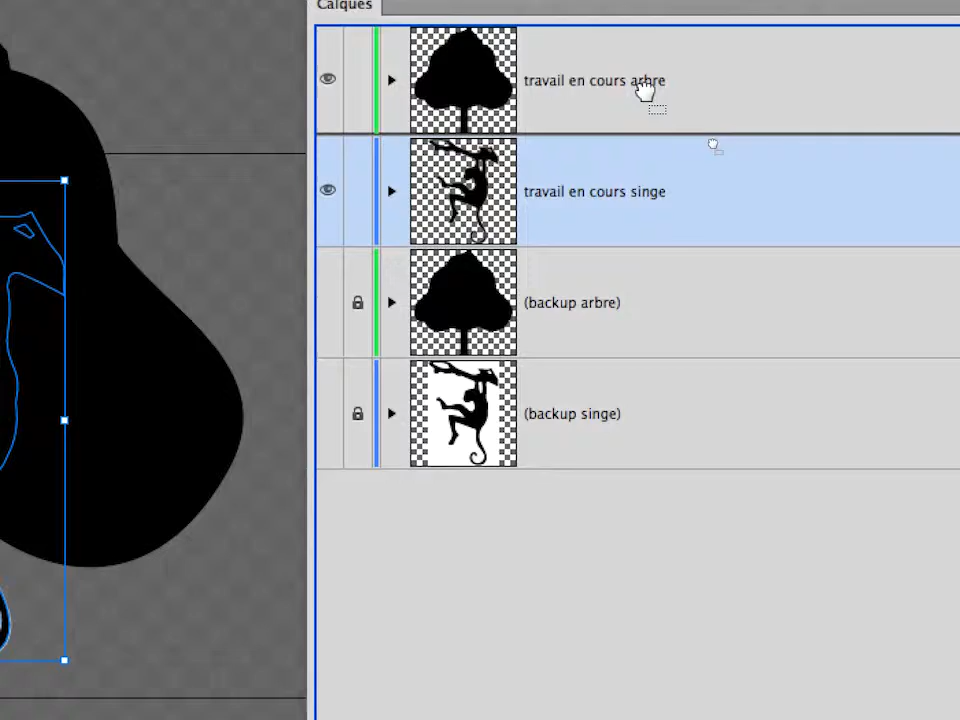 Calques
travail en cours arbre
travail en cours singe
(backup arbre)
(backup singe)